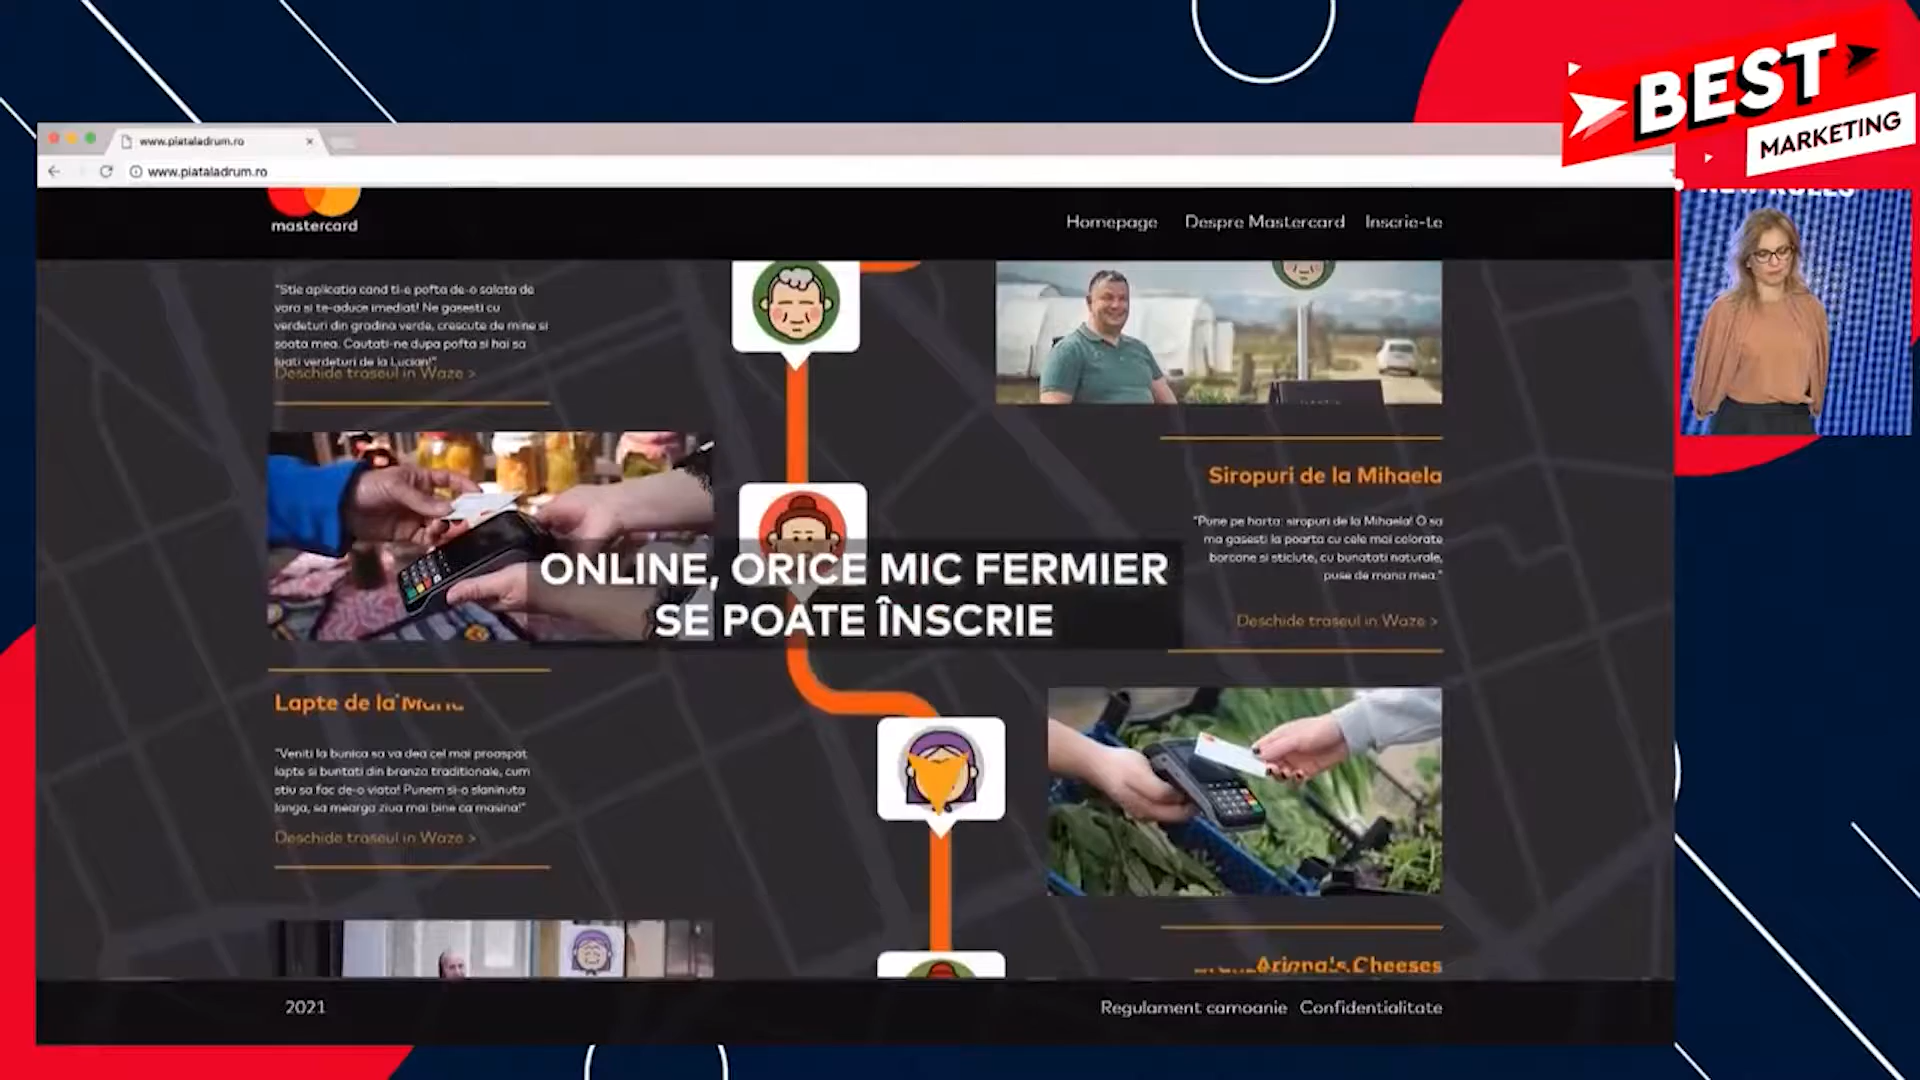 BEST
MARKETING
www.piataladrum.ro
www.piataladrum.ro
mastercard
Homepage Despre Mastercard Inscrie-te
"Stie aplicatia cand ti-e pofta de-o salata de
vara si te-aduce imediat! Ne gasesti cu
verdeturi din gradina verde, crescute de mine si
soata mea. Cautati-ne dupa pofta si hai sa
luati verdeturi de la Lucian!"
Deschide traseul in Waze >
Siropuri de la Mihaela
"Pune pe harta: siropuri de la Mihaela! O sa
ma gasesti la poarta cu cele mai colorate
borcane si sticlute, cu bunatati naturale,
puse de mana mea."
Deschide traseul in Waze >
ONLINE, ORICE MIC FERMIER
SE POATE ÎNSCRIE
Lapte de la
"Veniti la bunica sa va dea cel mai proaspat
lapte si buntati din branza traditionale, cum
stiu sa fac de-o viata! Punem si-o slaninuta
langa, sa mearga ziua mai bine ca masina!"
Deschide traseul in Waze >
Ariana's Cheeses
2021
Regulament campanie Confidentialitate